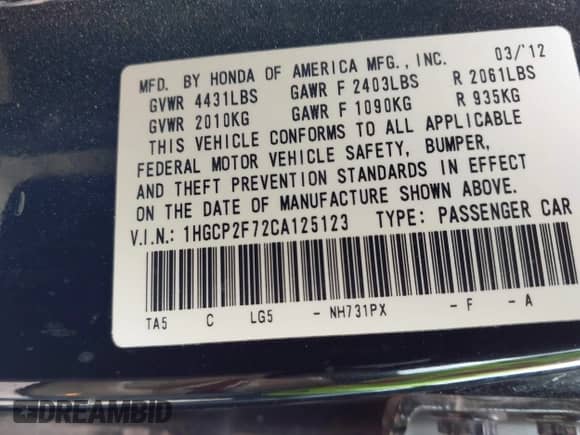 MFD. BY HONDA OF AMERICA MFG., INC. 03/'12
GVWR 4431LBS GAWR F 2403LBS R 2061LBS
GVWR 2010KG GAWR F 1090KG R 935KG
THIS VEHICLE CONFORMS TO ALL APPLICABLE
FEDERAL MOTOR VEHICLE SAFETY, BUMPER,
AND THEFT PREVENTION STANDARDS IN EFFECT
ON THE DATE OF MANUFACTURE SHOWN ABOVE.
V.I.N.: 1HGCP2F72CA125123 TYPE: PASSENGER CAR
TA5 C LG5 - NH731PX - F - A
DREAMBID